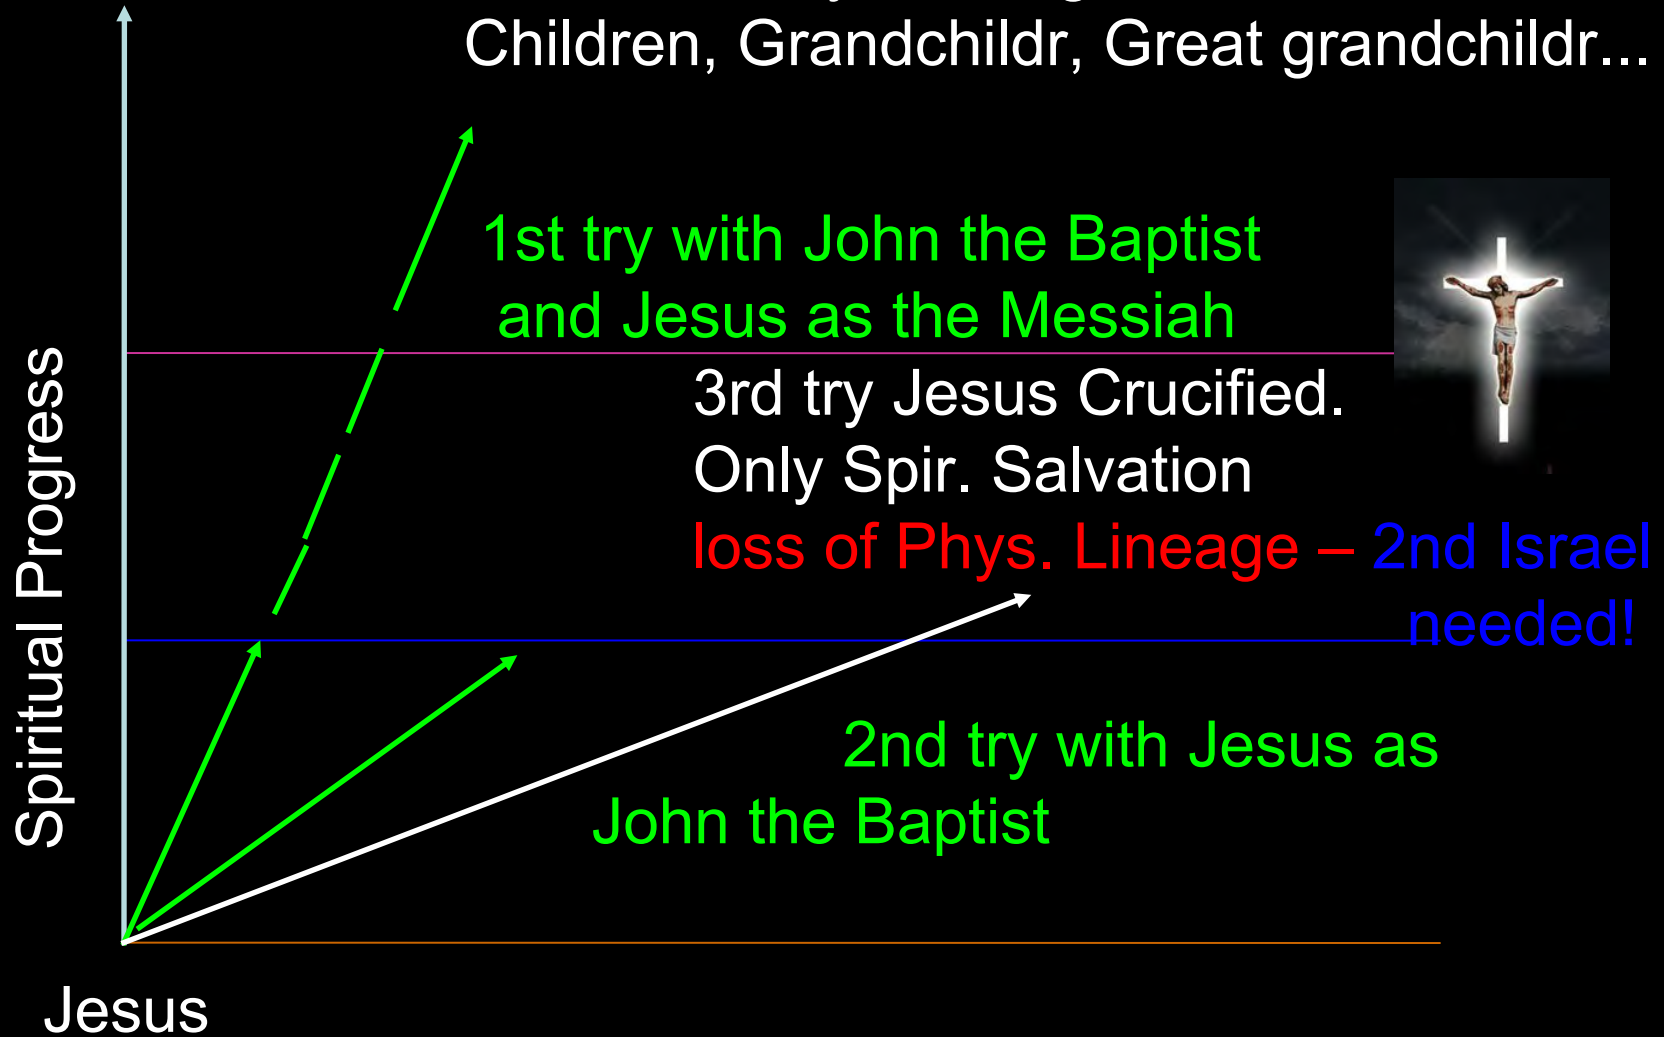 Children, Grandchildr, Great grandchildr...
1st try with John the Baptist
and Jesus as the Messiah
3rd try Jesus Crucified.
Only Spir. Salvation
loss of Phys. Lineage – 2nd Israel
needed!
2nd try with Jesus as
John the Baptist
Spiritual Progress
Jesus